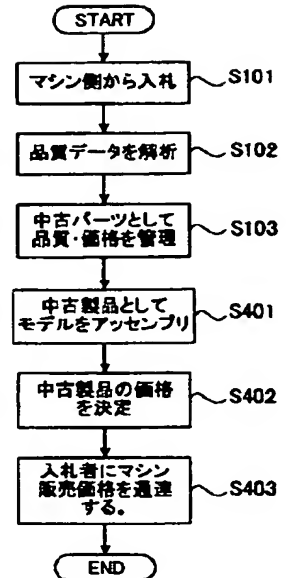 START
マシン側から入札
S101
品質データを解析
S102
中古パーツとして
品質・価格を管理
S103
中古製品として
モデルをアッセンブリ
S401
中古製品の価格
を決定
S402
入札者にマシン
販売価格を通達
する。
S403
END